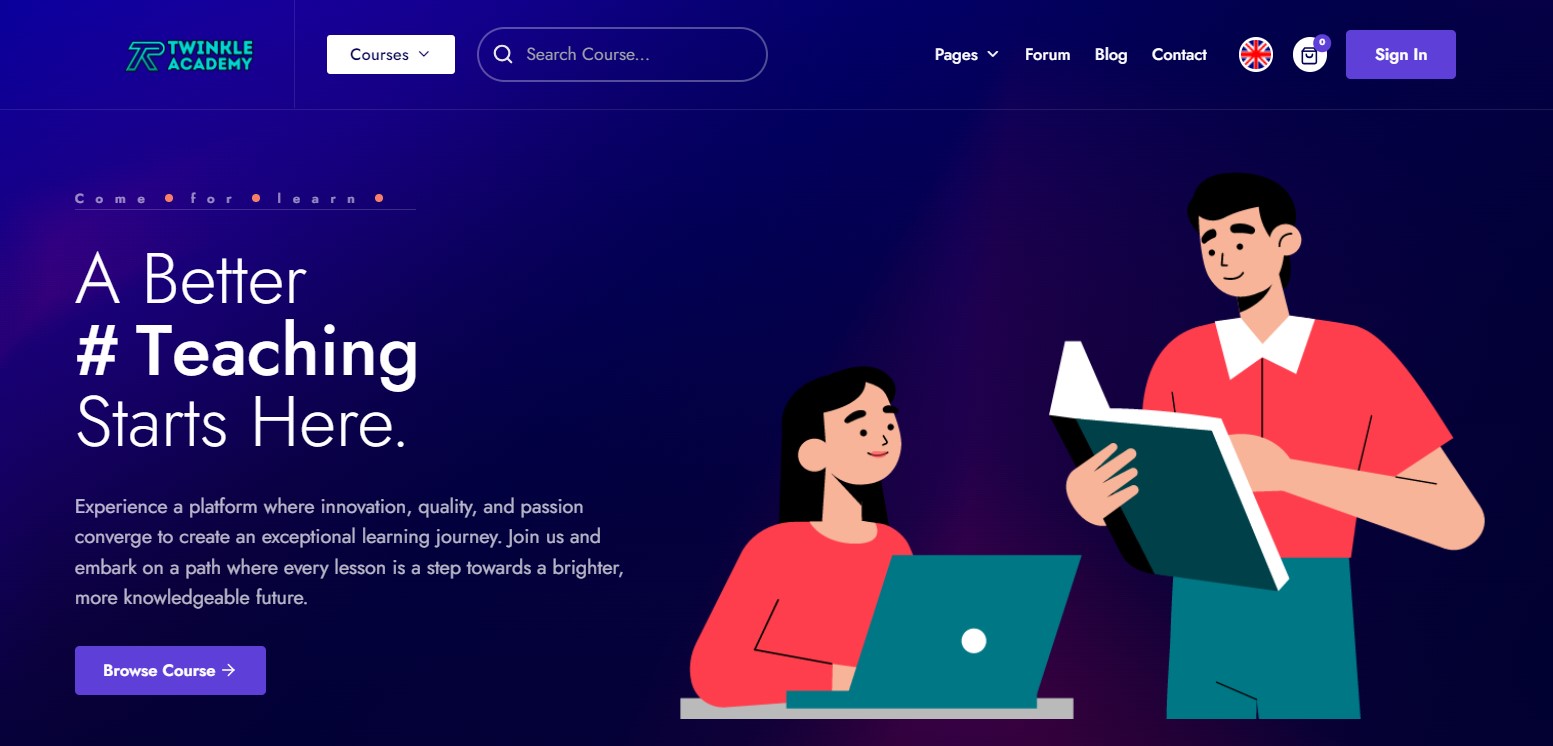 TWINKLE
ACADEMY
Courses
Search Course...
Pages
Forum
Blog
Contact
0
Sign In
Come for learn
A Better
# Teaching
Starts Here.
Experience a platform where innovation, quality, and passion
converge to create an exceptional learning journey. Join us and
embark on a path where every lesson is a step towards a brighter,
more knowledgeable future.
Browse Course →